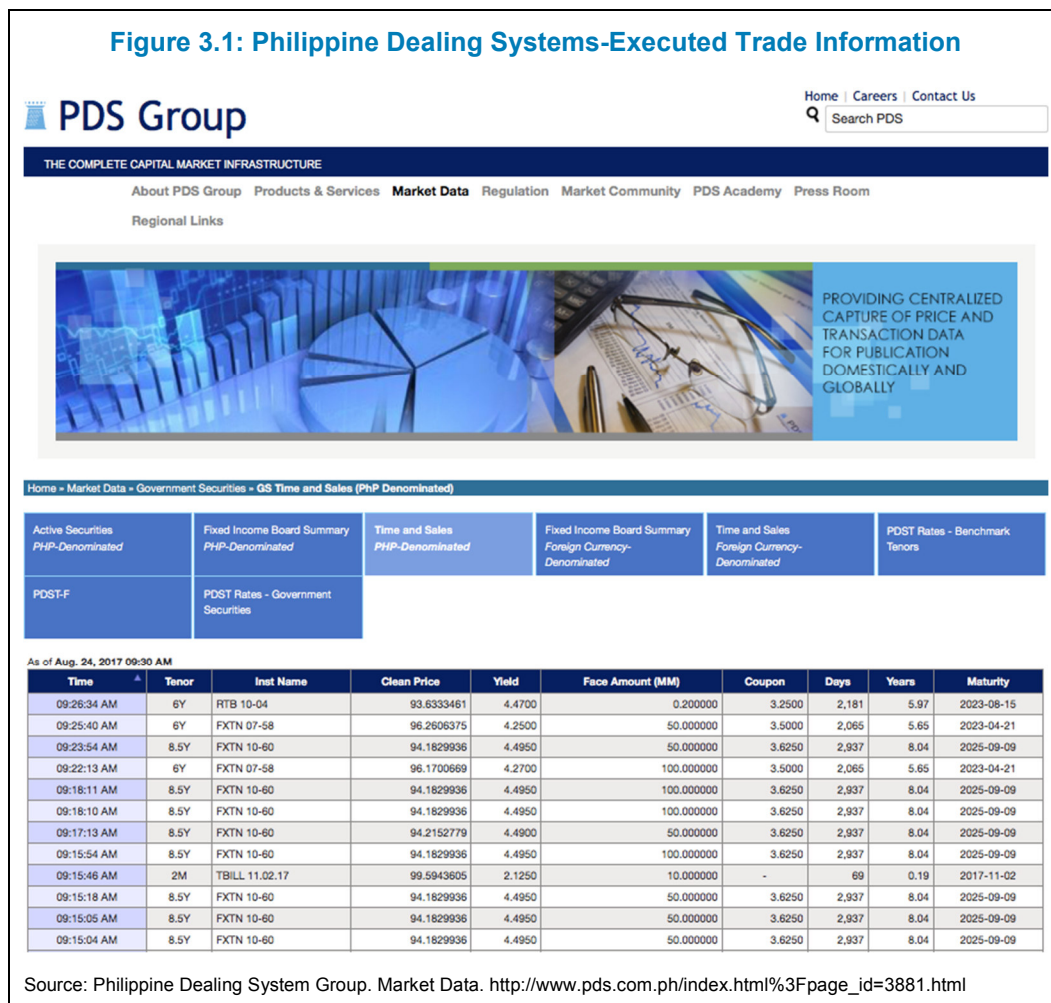 Figure 3.1: Philippine Dealing Systems-Executed Trade Information
PDS Group
Home | Careers | Contact Us
Search PDS
THE COMPLETE CAPITAL MARKET INFRASTRUCTURE
About PDS Group Products & Services Market Data Regulation Market Community PDS Academy Press Room
Regional Links
PROVIDING CENTRALIZED
CAPTURE OF PRICE AND
TRANSACTION DATA
FOR PUBLICATION
DOMESTICALLY AND
GLOBALLY
Home » Market Data » Government Securities » GS Time and Sales (PhP Denominated)
Active Securities
PHP-Denominated
Fixed Income Board Summary
PHP-Denominated
Time and Sales
PHP-Denominated
Fixed Income Board Summary
Foreign Currency-
Denominated
Time and Sales
Foreign Currency-
Denominated
PDST Rates - Benchmark
Tenors
PDST-F
PDST Rates - Government
Securities
As of Aug. 24, 2017 09:30 AM
Time Tenor Inst Name Clean Price Yield Face Amount (MM) Coupon Days Years Maturity
09:26:34 AM 6Y RTB 10-04 93.6333461 4.4700 0.200000 3.2500 2,181 5.97 2023-08-15
09:25:40 AM 6Y FXTN 07-58 96.2606375 4.2500 50.000000 3.5000 2,065 5.65 2023-04-21
09:23:54 AM 8.5Y FXTN 10-60 94.1829936 4.4950 50.000000 3.6250 2,937 8.04 2025-09-09
09:22:13 AM 6Y FXTN 07-58 96.1700669 4.2700 100.000000 3.5000 2,065 5.65 2023-04-21
09:18:11 AM 8.5Y FXTN 10-60 94.1829936 4.4950 100.000000 3.6250 2,937 8.04 2025-09-09
09:18:10 AM 8.5Y FXTN 10-60 94.1829936 4.4950 100.000000 3.6250 2,937 8.04 2025-09-09
09:17:13 AM 8.5Y FXTN 10-60 94.2152779 4.4900 50.000000 3.6250 2,937 8.04 2025-09-09
09:15:54 AM 8.5Y FXTN 10-60 94.1829936 4.4950 100.000000 3.6250 2,937 8.04 2025-09-09
09:15:46 AM 2M TBILL 11.02.17 99.5943605 2.1250 10.000000 - 69 0.19 2017-11-02
09:15:18 AM 8.5Y FXTN 10-60 94.1829936 4.4950 50.000000 3.6250 2,937 8.04 2025-09-09
09:15:05 AM 8.5Y FXTN 10-60 94.1829936 4.4950 50.000000 3.6250 2,937 8.04 2025-09-09
09:15:04 AM 8.5Y FXTN 10-60 94.1829936 4.4950 50.000000 3.6250 2,937 8.04 2025-09-09
Source: Philippine Dealing System Group. Market Data. http://www.pds.com.ph/index.html%3Fpage_id=3881.html